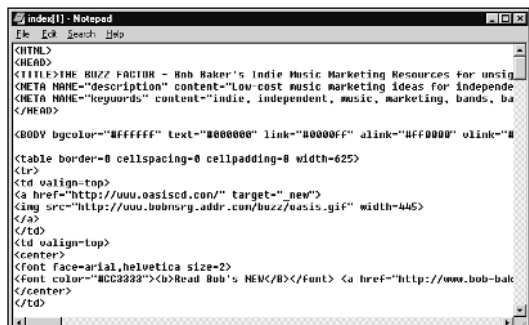 index[1] - Notepad
File Edit Search Help
<HTML>
<HEAD>
<TITLE>THE BUZZ FACTOR - Bob Baker's Indie Music Marketing Resources for unsig
<META NAME="description" content="Low-cost music marketing ideas for independe
<META NAME="keywords" content="indie, independent, music, marketing, bands, ba
</HEAD>
<BODY bgcolor="#ffffff" text="#000000" link="#0000ff" alink="#ff0000" vlink="#
<table border=0 cellspacing=0 cellpadding=0 width=625>
<tr>
<td valign=top>
<a href="http://www.oasiscd.com/" target="_new">
<img src="http://www.bobnsrg.addr.com/buzz/oasis.gif" width=445>
</a>
</td>
<td valign=top>
<center>
<font face=arial,helvetica size=2>
<font color="#CC3333"><b>Read Bob's NEW</B></font> <a href="http://www.bob-bak
</center>
</td>